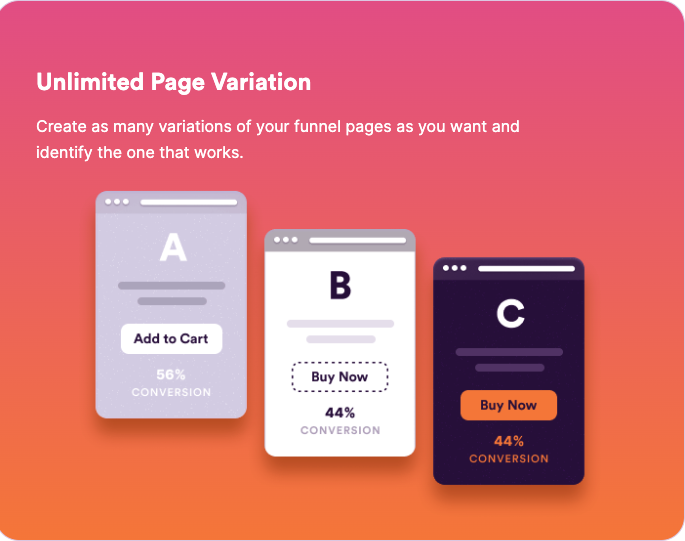 Unlimited Page Variation
Create as many variations of your funnel pages as you want and
identify the one that works.
A
Add to Cart
56%
CONVERSION
B
Buy Now
44%
CONVERSION
C
Buy Now
44%
CONVERSION